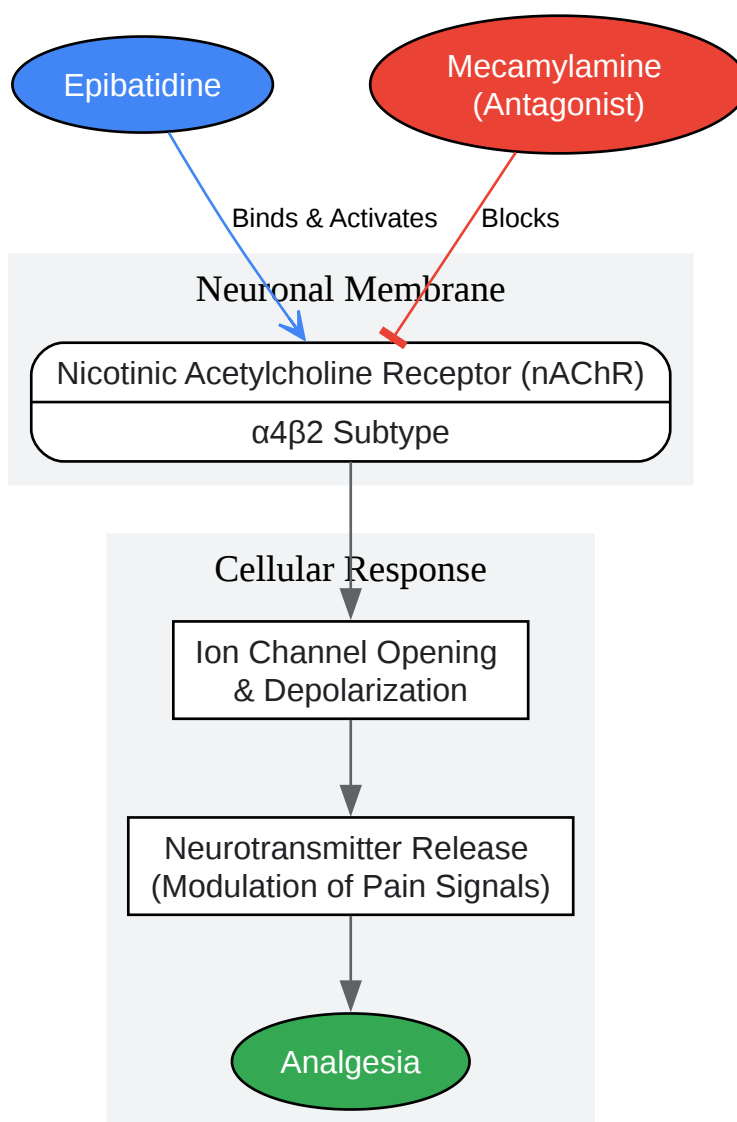 Epibatidine
Mecamylamine
(Antagonist)
Binds & Activates
Blocks
Neuronal Membrane
Nicotinic Acetylcholine Receptor (nAChR)
α4β2 Subtype
Cellular Response
Ion Channel Opening
& Depolarization
Neurotransmitter Release
(Modulation of Pain Signals)
Analgesia